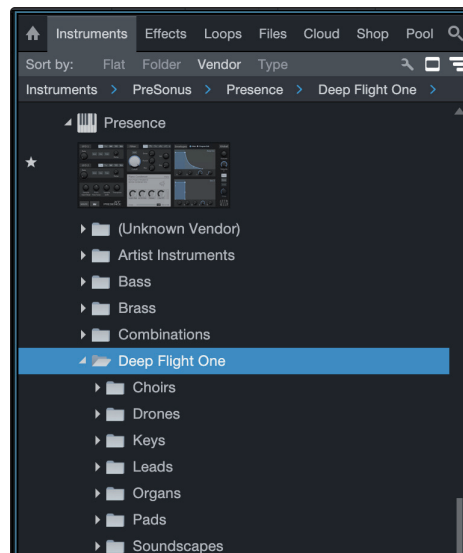 Instruments Effects Loops Files Cloud Shop Pool
Sort by: Flat Folder Vendor Type
Instruments > PreSonus > Presence > Deep Flight One >
Presence
(Unknown Vendor)
Artist Instruments
Bass
Brass
Combinations
Deep Flight One
Choirs
Drones
Keys
Leads
Organs
Pads
Soundscapes